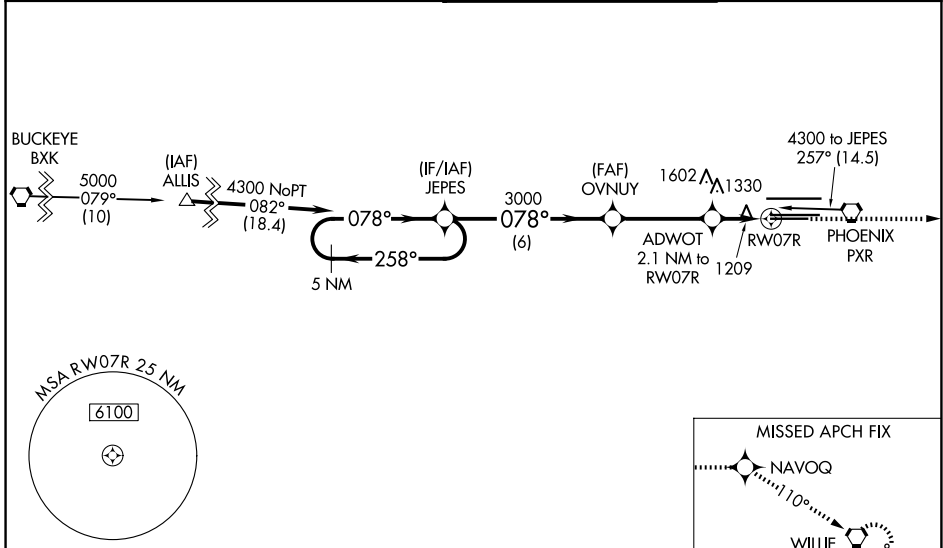 BUCKEYE
BXK
5000
079°
(10)
(IAF)
ALLIS
4300 NoPT
082°
(18.4)
078°
258°
5 NM
(IF/IAF)
JEPES
3000
078°
(6)
(FAF)
OVNUY
1602
1330
ADWOT
2.1 NM to
RW07R
1209
RW07R
4300 to JEPES
257° (14.5)
PHOENIX
PXR
MSA RW07R 25 NM
6100
MISSED APCH FIX
NAVOQ
110°
WILLIE